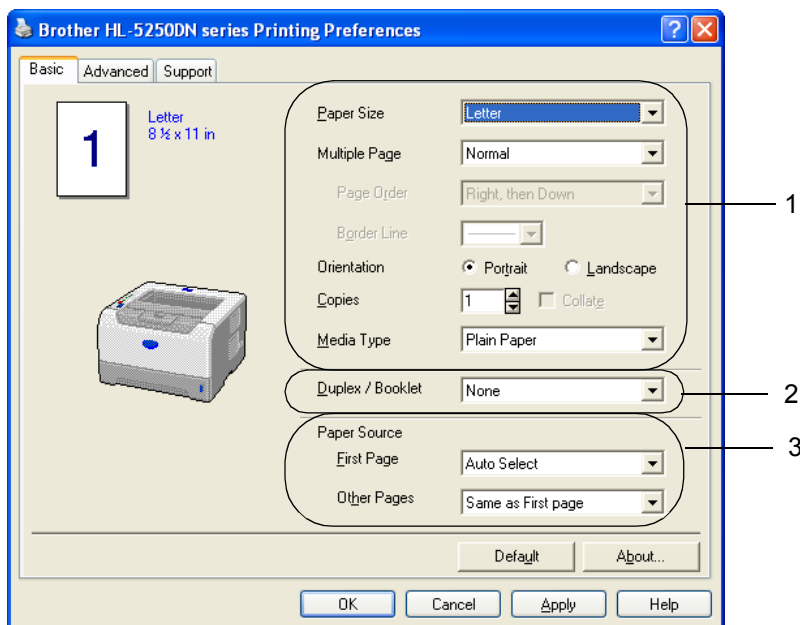 Brother HL-5250DN series Printing Preferences
Basic Advanced Support
1
Letter
8 ½ x 11 in
Paper Size Letter
Multiple Page Normal
Page Order Right, then Down
Border Line
Orientation Portrait Landscape
Copies 1 Collate
Media Type Plain Paper
1
Duplex / Booklet None
2
Paper Source
3
First Page Auto Select
Other Pages Same as First page
Default About...
OK Cancel Apply Help